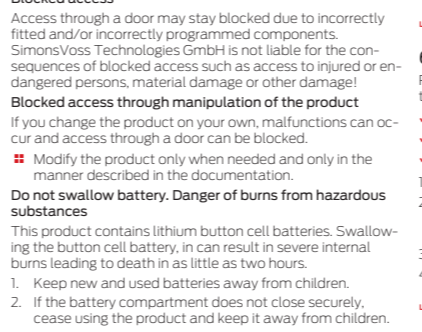 Blocked access
Access through a door may stay blocked due to incorrectly
fitted and/or incorrectly programmed components.
SimonsVoss Technologies GmbH is not liable for the con-
sequences of blocked access such as access to injured or en-
dangered persons, material damage or other damage!
Blocked access through manipulation of the product
If you change the product on your own, malfunctions can oc-
cur and access through a door can be blocked.
Modify the product only when needed and only in the
manner described in the documentation.
Do not swallow battery. Danger of burns from hazardous
substances
This product contains lithium button cell batteries. Swallow-
ing the button cell battery, in can result in severe internal
burns leading to death in as little as two hours.
1. Keep new and used batteries away from children.
2. If the battery compartment does not close securely,
cease using the product and keep it away from children.